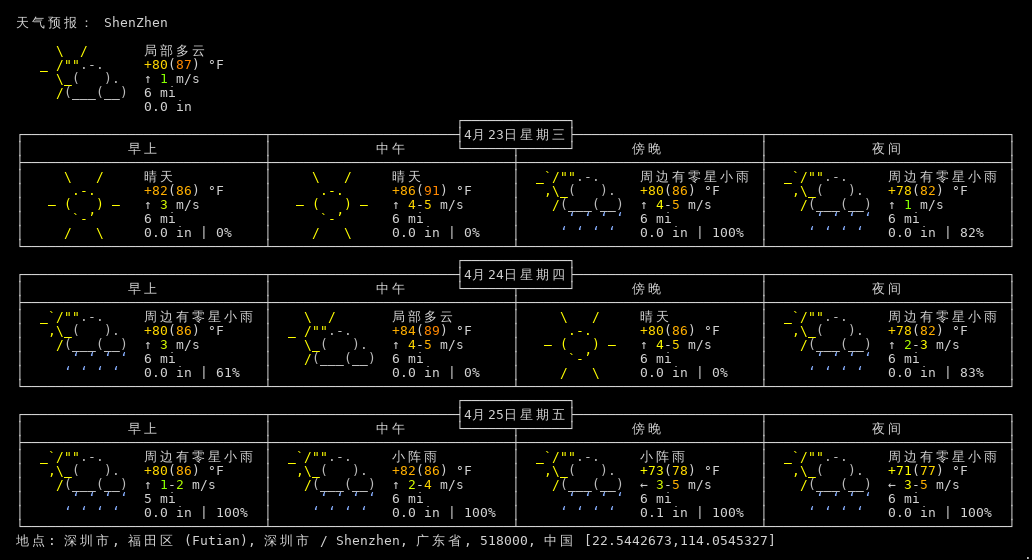 天气预报： ShenZhen
局部多云
+80(87) °F
↑ 1 m/s
6 mi
0.0 in
4月23日星期三
早上 中午 傍晚 夜间
晴天 晴天 周边有零星小雨 周边有零星小雨
+82(86) °F +86(91) °F +80(86) °F +78(82) °F
↑ 3 m/s ↑ 4-5 m/s ↑ 4-5 m/s ↑ 1 m/s
6 mi 6 mi 6 mi 6 mi
0.0 in | 0% 0.0 in | 0% 0.0 in | 100% 0.0 in | 82%
4月24日星期四
早上 中午 傍晚 夜间
周边有零星小雨 局部多云 晴天 周边有零星小雨
+80(86) °F +84(89) °F +80(86) °F +78(82) °F
↑ 3 m/s ↑ 4-5 m/s ↑ 4-5 m/s ↑ 2-3 m/s
6 mi 6 mi 6 mi 6 mi
0.0 in | 61% 0.0 in | 0% 0.0 in | 0% 0.0 in | 83%
4月25日星期五
早上 中午 傍晚 夜间
周边有零星小雨 小阵雨 小阵雨 周边有零星小雨
+80(86) °F +82(86) °F +73(78) °F +71(77) °F
↑ 1-2 m/s ↑ 2-4 m/s ← 3-5 m/s ← 3-5 m/s
5 mi 6 mi 6 mi 6 mi
0.0 in | 100% 0.0 in | 100% 0.1 in | 100% 0.0 in | 100%
地点: 深圳市, 福田区 (Futian), 深圳市 / Shenzhen, 广东省, 518000, 中国 [22.5442673,114.0545327]